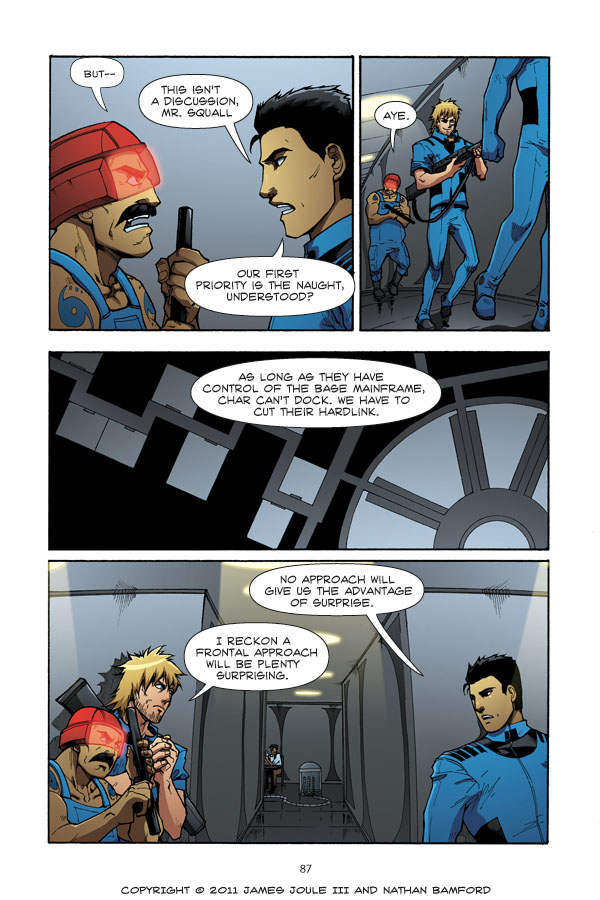 BUT--
THIS ISN'T
A DISCUSSION,
MR. SQUALL
OUR FIRST
PRIORITY IS THE NAUGHT,
UNDERSTOOD?
AYE.
AS LONG AS THEY HAVE
CONTROL OF THE BASE MAINFRAME,
CHAR CAN'T DOCK. WE HAVE TO
CUT THEIR HARDLINK.
NO APPROACH WILL
GIVE US THE ADVANTAGE
OF SURPRISE.
I RECKON A
FRONTAL APPROACH
WILL BE PLENTY
SURPRISING.
87
COPYRIGHT © 2011 JAMES JOULE III AND NATHAN BAMFORD